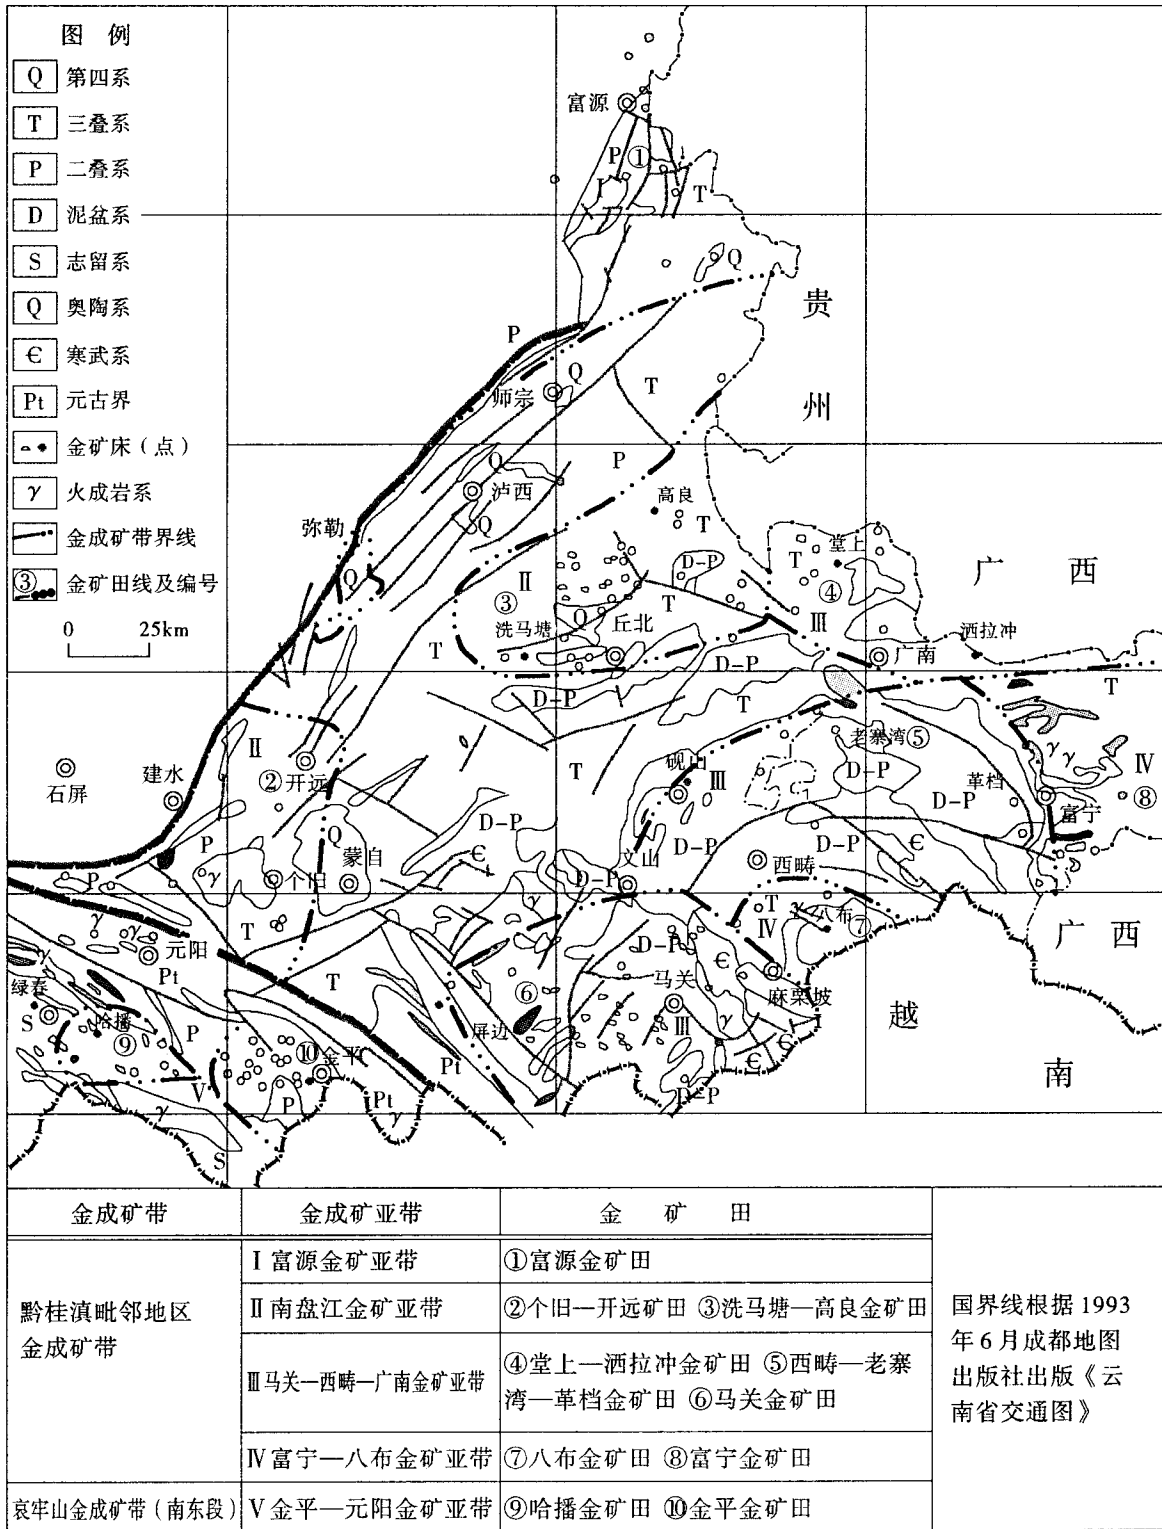 图 例
Q 第四系
T 三叠系
P 二叠系
D 泥盆系
S 志留系
Q 奥陶系
Є 寒武系
Pt 元古界
金矿床（点）
γ 火成岩系
金成矿带界线
③ 金矿田线及编号
0 25km
富源
P ①
I
T
Q
贵
州
P
Q
师宗
T
P
Q
泸西
Q
高良
T
弥勒
Q
II
③
D-P
T
堂上
T
④
广 西
洗马塘
Q
丘北
T
III
洒拉冲
广南
T
D-P
D-P
T
T
II
②开远
建水
石屏
T
砚山
III
老寨湾⑤
D-P
革档
D-P
γ γ
IV
⑧
富宁
P
Q
蒙自
D-P
Є
γ
个旧
P
文山
D-P
D-P
西畴
D-P
Є
D-P
γ
T
γ
八布
⑦
IV
广 西
γ
γ
元阳
Pt
T
T
γ
绿春
S
哈播
⑨
P
⑥
屏边
Pt
D-P
马关
Є
III
γ
麻栗坡
Є
Є
D-P
越
南
⑩金平
V
P
Pt
γ
γ
S
金成矿带 金成矿亚带 金 矿 田
黔桂滇毗邻地区
金成矿带
I 富源金矿亚带 ①富源金矿田
II 南盘江金矿亚带 ②个旧—开远矿田 ③洗马塘—高良金矿田
III 马关—西畴—广南金矿亚带
④堂上—洒拉冲金矿田 ⑤西畴—老寨
湾—革档金矿田 ⑥马关金矿田
IV 富宁—八布金矿亚带 ⑦八布金矿田 ⑧富宁金矿田
哀牢山金成矿带（南东段） V 金平—元阳金矿亚带 ⑨哈播金矿田 ⑩金平金矿田
国界线根据 1993
年 6 月成都地图
出版社出版《云
南省交通图》